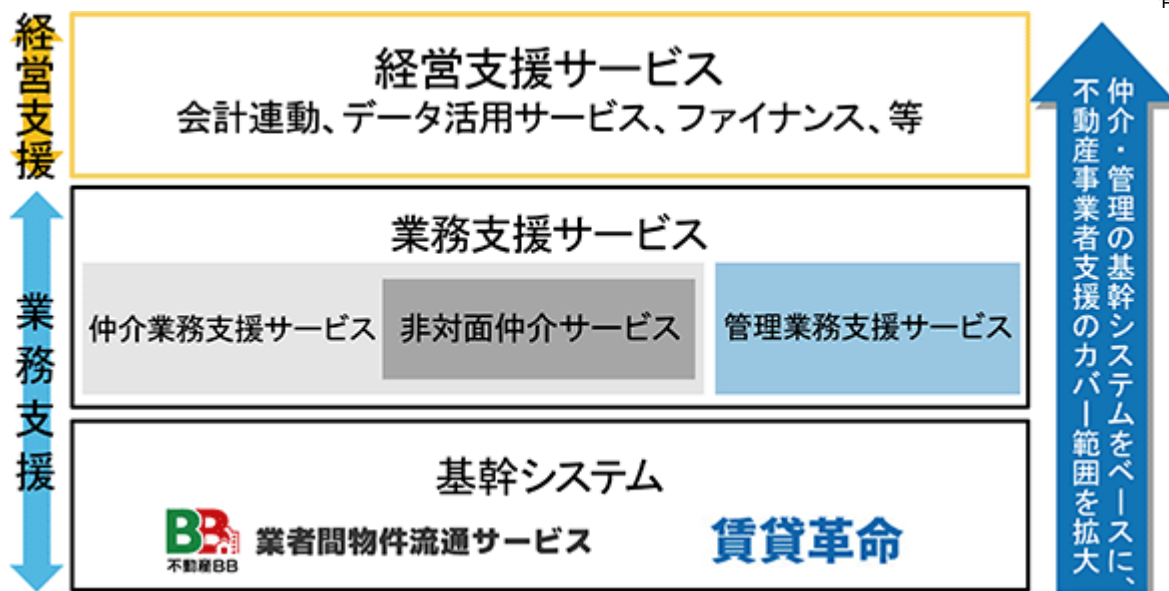 経営支援
経営支援サービス
会計連動、データ活用サービス、ファイナンス、等
業務支援
業務支援サービス
仲介業務支援サービス
非対面仲介サービス
管理業務支援サービス
基幹システム
BB
不動産BB
業者間物件流通サービス
賃貸革命
仲介・管理の基幹システムをベースに、
不動産事業者支援のカバー範囲を拡大